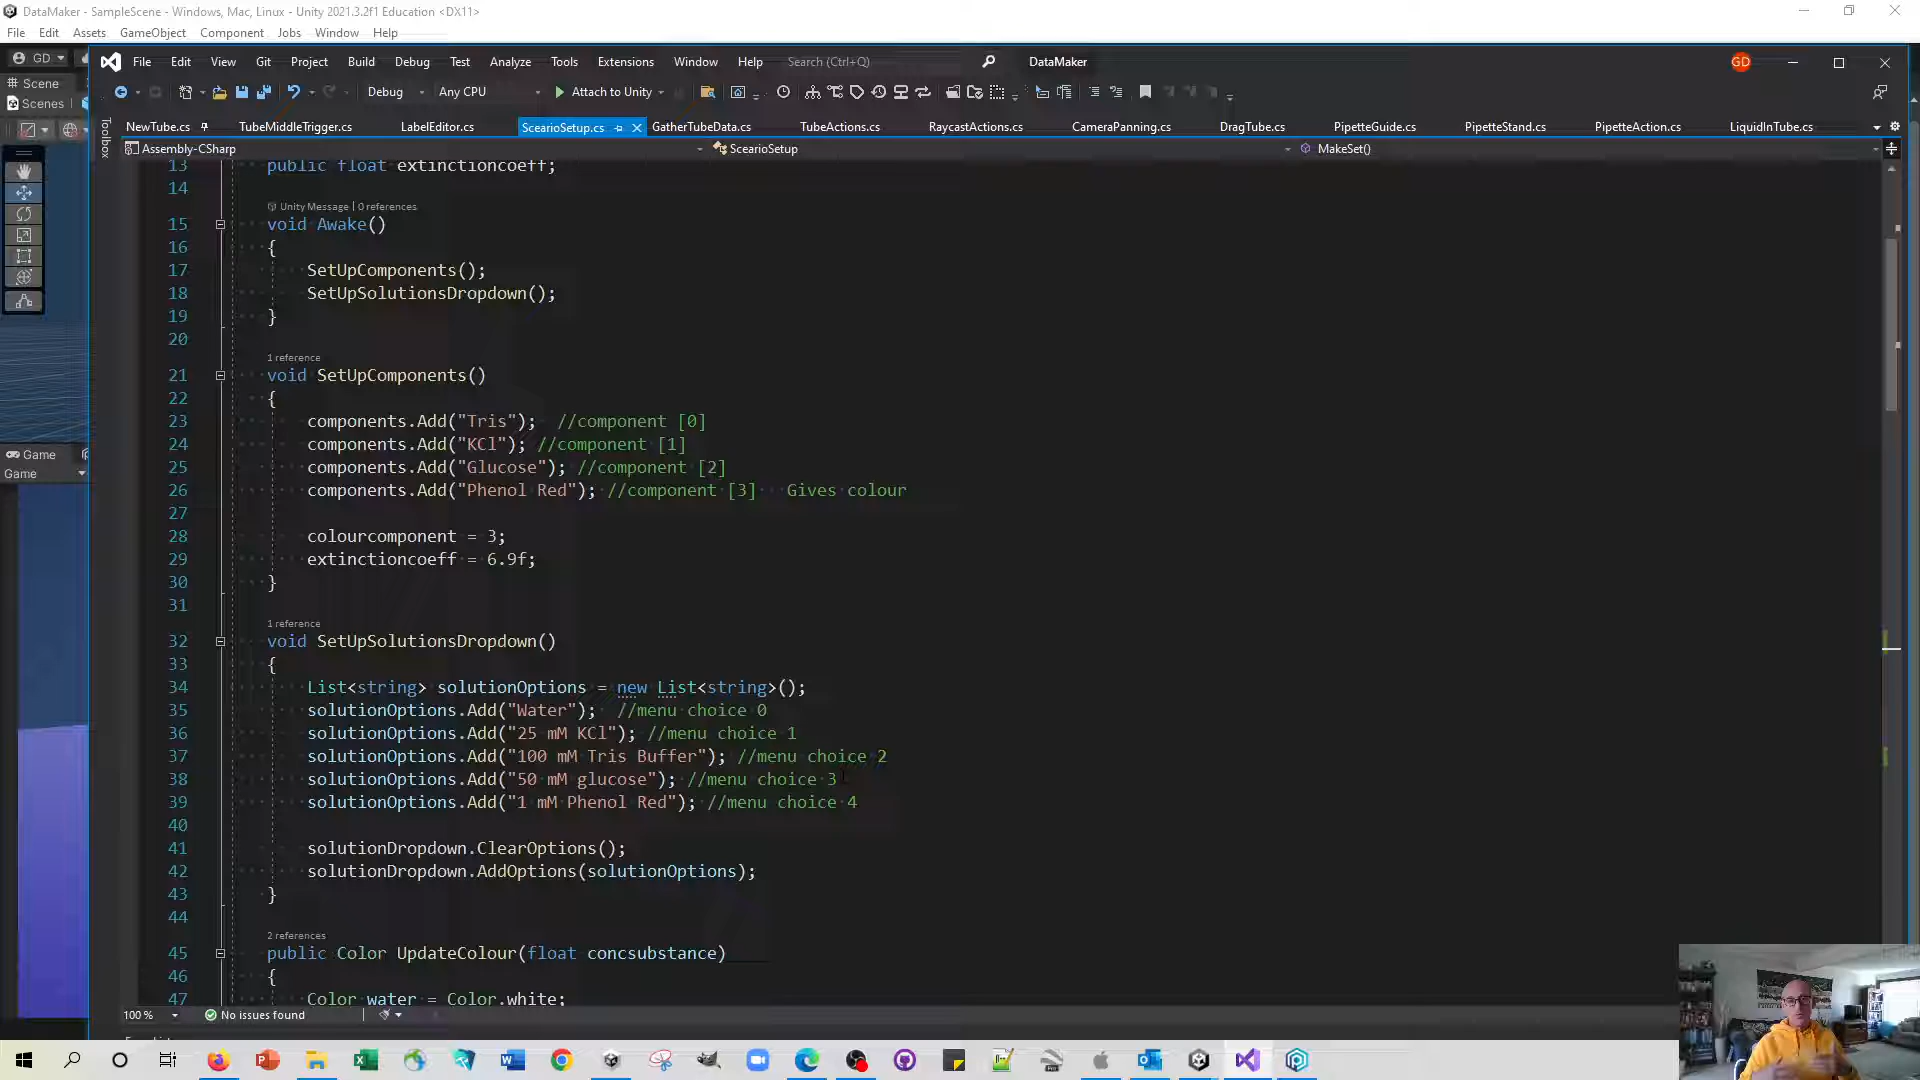 DataMaker - SampleScene - Windows, Mac, Linux - Unity 2021.3.2f1 Education <DX11>
File Edit Assets GameObject Component Jobs Window Help
GD
File Edit View Git Project Build Debug Test Analyze Tools Extensions Window Help Search (Ctrl+Q) DataMaker GD
Scene
Scenes
Debug Any CPU Attach to Unity
Toolbox
NewTube.cs TubeMiddleTrigger.cs LabelEditor.cs ScearioSetup.cs GatherTubeData.cs TubeActions.cs RaycastActions.cs CameraPanning.cs DragTube.cs PipetteGuide.cs PipetteStand.cs PipetteAction.cs LiquidInTube.cs
Assembly-CSharp ScearioSetup MakeSet()
13 public float extinctioncoeff;
14
Unity Message | 0 references
15 void Awake()
16 {
17 SetUpComponents();
18 SetUpSolutionsDropdown();
19 }
20
1 reference
21 void SetUpComponents()
22 {
23 components.Add("Tris"); //component [0]
24 components.Add("KCl"); //component [1]
25 components.Add("Glucose"); //component [2]
26 components.Add("Phenol Red"); //component [3] Gives colour
27
28 colourcomponent = 3;
29 extinctioncoeff = 6.9f;
30 }
31
1 reference
32 void SetUpSolutionsDropdown()
33 {
34 List<string> solutionOptions = new List<string>();
35 solutionOptions.Add("Water"); //menu choice 0
36 solutionOptions.Add("25 mM KCl"); //menu choice 1
37 solutionOptions.Add("100 mM Tris Buffer"); //menu choice 2
38 solutionOptions.Add("50 mM glucose"); //menu choice 3
39 solutionOptions.Add("1 mM Phenol Red"); //menu choice 4
40
41 solutionDropdown.ClearOptions();
42 solutionDropdown.AddOptions(solutionOptions);
43 }
44
2 references
45 public Color UpdateColour(float concsubstance)
46 {
47 Color water = Color.white;
Game
Game
100 % No issues found